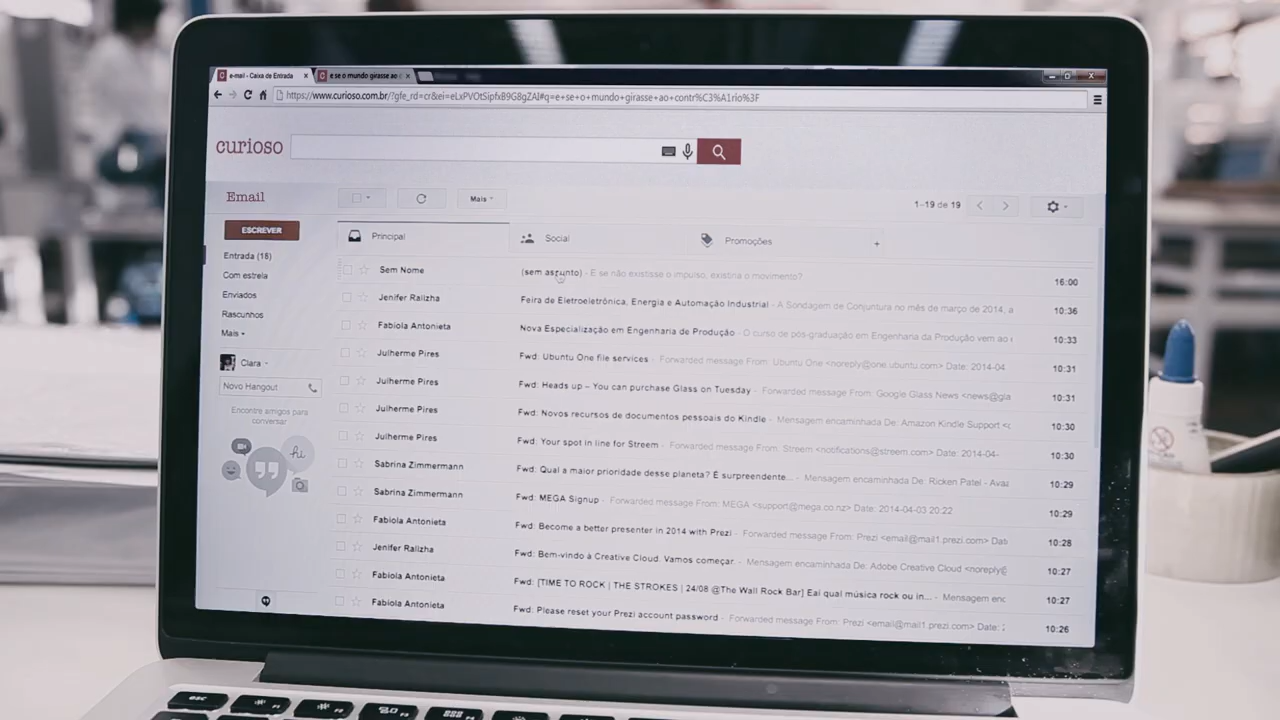 e-mail - Caixa de Entrada
e se o mundo girasse ao c
https://www.curioso.com.br/?gfe_rd=cr&ei=eLxPVOtSipfxB9G8gZAI#q=e+se+o+mundo+girasse+ao+contr%C3%A1rio%3F
curioso
Email
Mais
1-19 de 19
ESCREVER
Principal
Social
Promoções
+
Entrada (16)
Com estrela
Enviados
Rascunhos
Mais
Clara
Novo Hangout
Encontre amigos para
conversar
hi
Sem Nome (sem assunto) - E se não existisse o impulso, existiria o movimento? 16:00
Jenifer Ralizha Feira de Eletroeletrônica, Energia e Automação Industrial - A Sondagem de Conjuntura no mês de março de 2014, a 10:36
Fabiola Antonieta Nova Especialização em Engenharia de Produção - O curso de pós-graduação em Engenharia da Produção vem ao 10:33
Julherme Pires Fwd: Ubuntu One file services - Forwarded message From: Ubuntu One <noreply@one.ubuntu.com> Date: 2014-04 10:31
Julherme Pires Fwd: Heads up – You can purchase Glass on Tuesday - Forwarded message From: Google Glass News <news@gla 10:31
Julherme Pires Fwd: Novos recursos de documentos pessoais do Kindle - Mensagem encaminhada De: Amazon Kindle Support < 10:30
Julherme Pires Fwd: Your spot in line for Streem - Forwarded message From: Streem <notifications@streem.com> Date: 2014-04- 10:30
Sabrina Zimmermann Fwd: Qual a maior prioridade desse planeta? É surpreendente... - Mensagem encaminhada De: Ricken Patel - Avaa 10:29
Sabrina Zimmermann Fwd: MEGA Signup - Forwarded message From: MEGA <support@mega.co.nz> Date: 2014-04-03 20:22 10:29
Fabiola Antonieta Fwd: Become a better presenter in 2014 with Prezi - Forwarded message From: Prezi <email@mail1.prezi.com> Dat 10:28
Jenifer Ralizha Fwd: Bem-vindo à Creative Cloud. Vamos começar. - Mensagem encaminhada De: Adobe Creative Cloud <noreply@ 10:27
Fabiola Antonieta Fwd: [TIME TO ROCK | THE STROKES | 24/08 @The Wall Rock Bar] Eai qual música rock ou in... - Mensagem enc 10:27
Fabiola Antonieta Fwd: Please reset your Prezi account password - Forwarded message From: Prezi <email@mail1.prezi.com> Date: 10:26
esc